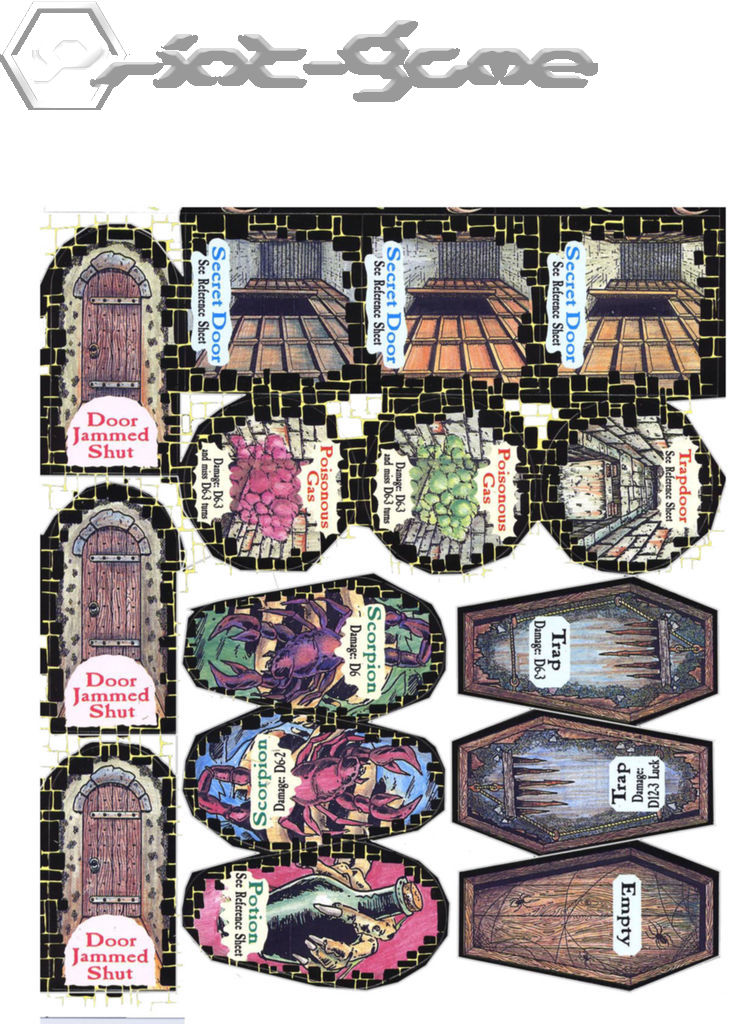 riot-game
Secret Door
See Reference Sheet
Secret Door
See Reference Sheet
Secret Door
See Reference Sheet
Door
Jammed
Shut
Poisonous
Gas
Damage: D6-3
and miss D6-3 turns
Poisonous
Gas
Damage: D6-3
and miss D6-3 turns
Trapdoor
See Reference Sheet
Door
Jammed
Shut
Scorpion
Damage: D6
Trap
Damage: D6-3
Scorpion
Damage: D6-2
Trap
Damage:
D12-3 luck
Door
Jammed
Shut
Potion
See Reference Sheet
Empty